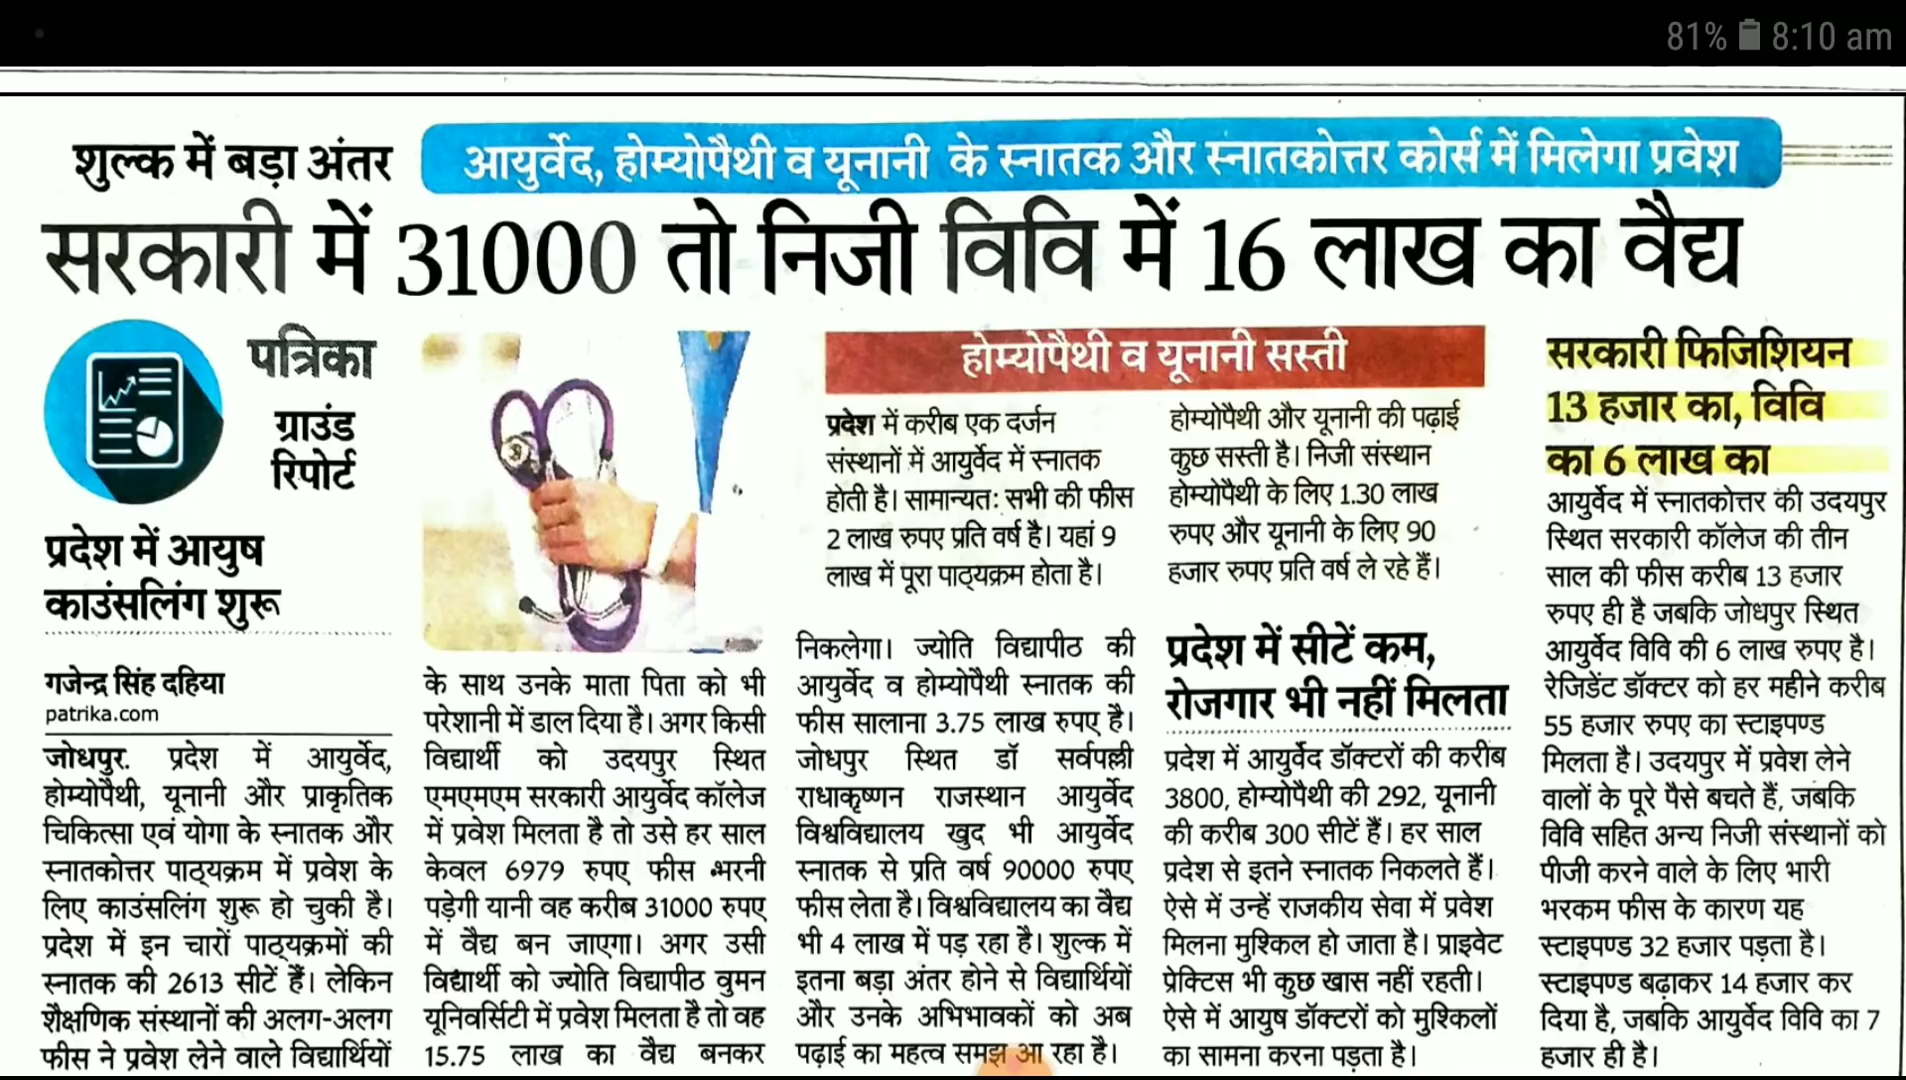 81% 8:10 am
शुल्क में बड़ा अंतर
आयुर्वेद, होम्योपैथी व यूनानी के स्नातक और स्नातकोत्तर कोर्स में मिलेगा प्रवेश
सरकारी में 31000 तो निजी विवि में 16 लाख का वैद्य
पत्रिका
ग्राउंड
रिपोर्ट
प्रदेश में आयुष
काउंसलिंग शुरू
गजेन्द्र सिंह दहिया
patrika.com
जोधपुर. प्रदेश में आयुर्वेद,
होम्योपैथी, यूनानी और प्राकृतिक
चिकित्सा एवं योगा के स्नातक और
स्नातकोत्तर पाठ्यक्रम में प्रवेश के
लिए काउंसलिंग शुरू हो चुकी है।
प्रदेश में इन चारों पाठ्यक्रमों की
स्नातक की 2613 सीटें हैं। लेकिन
शैक्षणिक संस्थानों की अलग-अलग
फीस ने प्रवेश लेने वाले विद्यार्थियों
के साथ उनके माता पिता को भी
परेशानी में डाल दिया है। अगर किसी
विद्यार्थी को उदयपुर स्थित
एमएमएम सरकारी आयुर्वेद कॉलेज
में प्रवेश मिलता है तो उसे हर साल
केवल 6979 रुपए फीस भरनी
पड़ेगी यानी वह करीब 31000 रुपए
में वैद्य बन जाएगा। अगर उसी
विद्यार्थी को ज्योति विद्यापीठ वुमन
यूनिवर्सिटी में प्रवेश मिलता है तो वह
15.75 लाख का वैद्य बनकर
निकलेगा। ज्योति विद्यापीठ की
आयुर्वेद व होम्योपैथी स्नातक की
फीस सालाना 3.75 लाख रुपए है।
जोधपुर स्थित डॉ सर्वपल्ली
राधाकृष्णन राजस्थान आयुर्वेद
विश्वविद्यालय खुद भी आयुर्वेद
स्नातक से प्रति वर्ष 90000 रुपए
फीस लेता है। विश्वविद्यालय का वैद्य
भी 4 लाख में पड़ रहा है। शुल्क में
इतना बड़ा अंतर होने से विद्यार्थियों
और उनके अभिभावकों को अब
पढ़ाई का महत्व समझ आ रहा है।
होम्योपैथी व यूनानी सस्ती
प्रदेश में करीब एक दर्जन
संस्थानों में आयुर्वेद में स्नातक
होती है। सामान्यत: सभी की फीस
2 लाख रुपए प्रति वर्ष है। यहां 9
लाख में पूरा पाठ्यक्रम होता है।
होम्योपैथी और यूनानी की पढ़ाई
कुछ सस्ती है। निजी संस्थान
होम्योपैथी के लिए 1.30 लाख
रुपए और यूनानी के लिए 90
हजार रुपए प्रति वर्ष ले रहे हैं।
प्रदेश में सीटें कम,
रोजगार भी नहीं मिलता
प्रदेश में आयुर्वेद डॉक्टरों की करीब
3800, होम्योपैथी की 292, यूनानी
की करीब 300 सीटें हैं। हर साल
प्रदेश से इतने स्नातक निकलते हैं।
ऐसे में उन्हें राजकीय सेवा में प्रवेश
मिलना मुश्किल हो जाता है। प्राइवेट
प्रेक्टिस भी कुछ खास नहीं रहती।
ऐसे में आयुष डॉक्टरों को मुश्किलों
का सामना करना पड़ता है।
सरकारी फिजिशियन
13 हजार का, विवि
का 6 लाख का
आयुर्वेद में स्नातकोत्तर की उदयपुर
स्थित सरकारी कॉलेज की तीन
साल की फीस करीब 13 हजार
रुपए ही है जबकि जोधपुर स्थित
आयुर्वेद विवि की 6 लाख रुपए है।
रेजिडेंट डॉक्टर को हर महीने करीब
55 हजार रुपए का स्टाइपण्ड
मिलता है। उदयपुर में प्रवेश लेने
वालों के पूरे पैसे बचते हैं, जबकि
विवि सहित अन्य निजी संस्थानों को
पीजी करने वाले के लिए भारी
भरकम फीस के कारण यह
स्टाइपण्ड 32 हजार पड़ता है।
स्टाइपण्ड बढ़ाकर 14 हजार कर
दिया है, जबकि आयुर्वेद विवि का 7
हजार ही है।